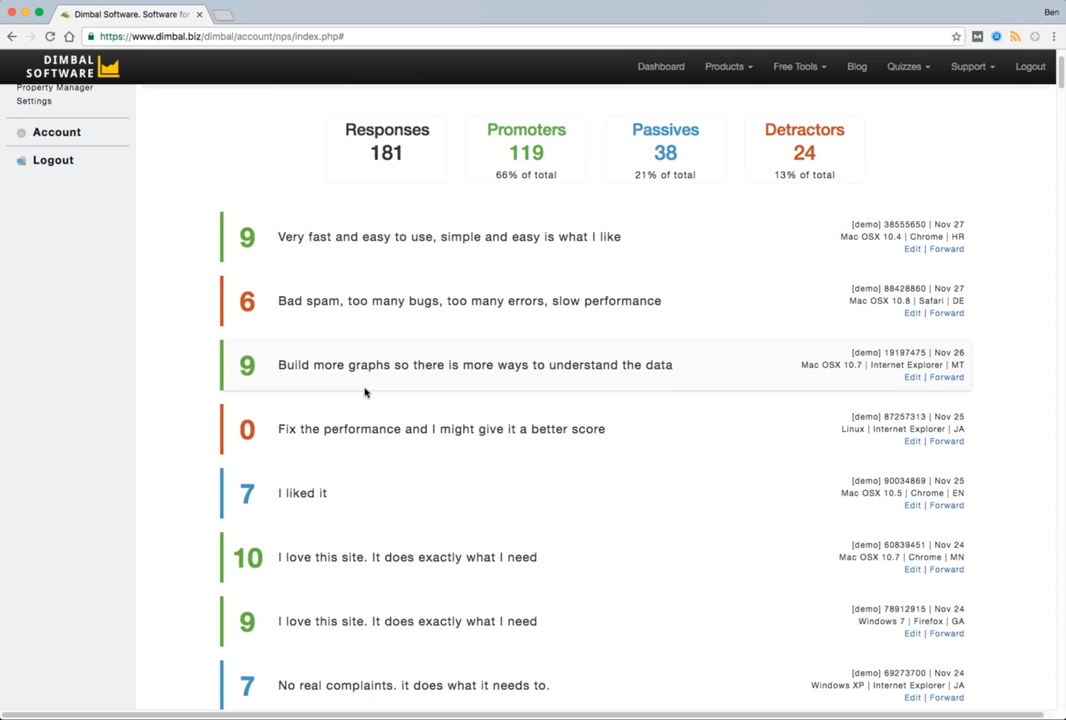 Dimbal Software. Software for
Ben
https://www.dimbal.biz/dimbal/account/nps/index.php#
DIMBAL
SOFTWARE
Dashboard Products Free Tools Blog Quizzes Support Logout
Property Manager
Settings
Account
Logout
Responses
181
Promoters
119
66% of total
Passives
38
21% of total
Detractors
24
13% of total
9
Very fast and easy to use, simple and easy is what I like
[demo] 38555650 | Nov 27
Mac OSX 10.4 | Chrome | HR
Edit | Forward
6
Bad spam, too many bugs, too many errors, slow performance
[demo] 88428860 | Nov 27
Mac OSX 10.8 | Safari | DE
Edit | Forward
9
Build more graphs so there is more ways to understand the data
[demo] 19197475 | Nov 26
Mac OSX 10.7 | Internet Explorer | MT
Edit | Forward
0
Fix the performance and I might give it a better score
[demo] 87257313 | Nov 25
Linux | Internet Explorer | JA
Edit | Forward
7
I liked it
[demo] 90034869 | Nov 25
Mac OSX 10.5 | Chrome | EN
Edit | Forward
10
I love this site. It does exactly what I need
[demo] 60839451 | Nov 24
Mac OSX 10.7 | Chrome | MN
Edit | Forward
9
I love this site. It does exactly what I need
[demo] 78912915 | Nov 24
Windows 7 | Firefox | GA
Edit | Forward
7
No real complaints. it does what it needs to.
[demo] 69273700 | Nov 24
Windows XP | Internet Explorer | JA
Edit | Forward